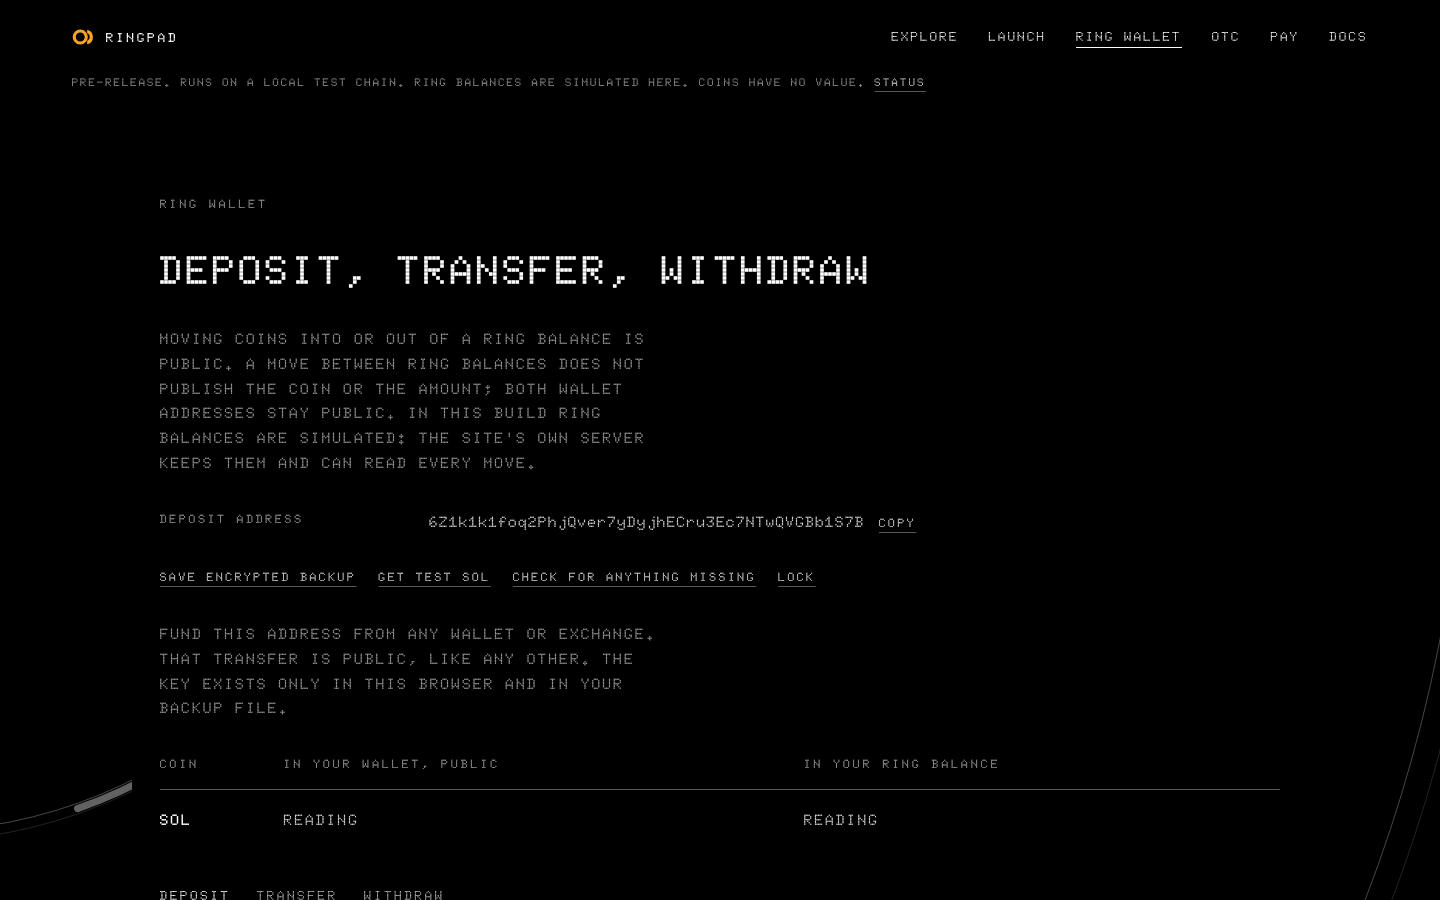 RINGPAD
EXPLORE LAUNCH RING WALLET OTC PAY DOCS
PRE-RELEASE. RUNS ON A LOCAL TEST CHAIN. RING BALANCES ARE SIMULATED HERE. COINS HAVE NO VALUE. STATUS
RING WALLET
DEPOSIT, TRANSFER, WITHDRAW
MOVING COINS INTO OR OUT OF A RING BALANCE IS
PUBLIC. A MOVE BETWEEN RING BALANCES DOES NOT
PUBLISH THE COIN OR THE AMOUNT; BOTH WALLET
ADDRESSES STAY PUBLIC. IN THIS BUILD RING
BALANCES ARE SIMULATED: THE SITE'S OWN SERVER
KEEPS THEM AND CAN READ EVERY MOVE.
DEPOSIT ADDRESS 6Z1k1k1foq2PhjQver7yDyjhECru3Ec7NTwQVGBb1S7B COPY
SAVE ENCRYPTED BACKUP GET TEST SOL CHECK FOR ANYTHING MISSING LOCK
FUND THIS ADDRESS FROM ANY WALLET OR EXCHANGE.
THAT TRANSFER IS PUBLIC, LIKE ANY OTHER. THE
KEY EXISTS ONLY IN THIS BROWSER AND IN YOUR
BACKUP FILE.
COIN IN YOUR WALLET, PUBLIC IN YOUR RING BALANCE
SOL READING READING
DEPOSIT TRANSFER WITHDRAW